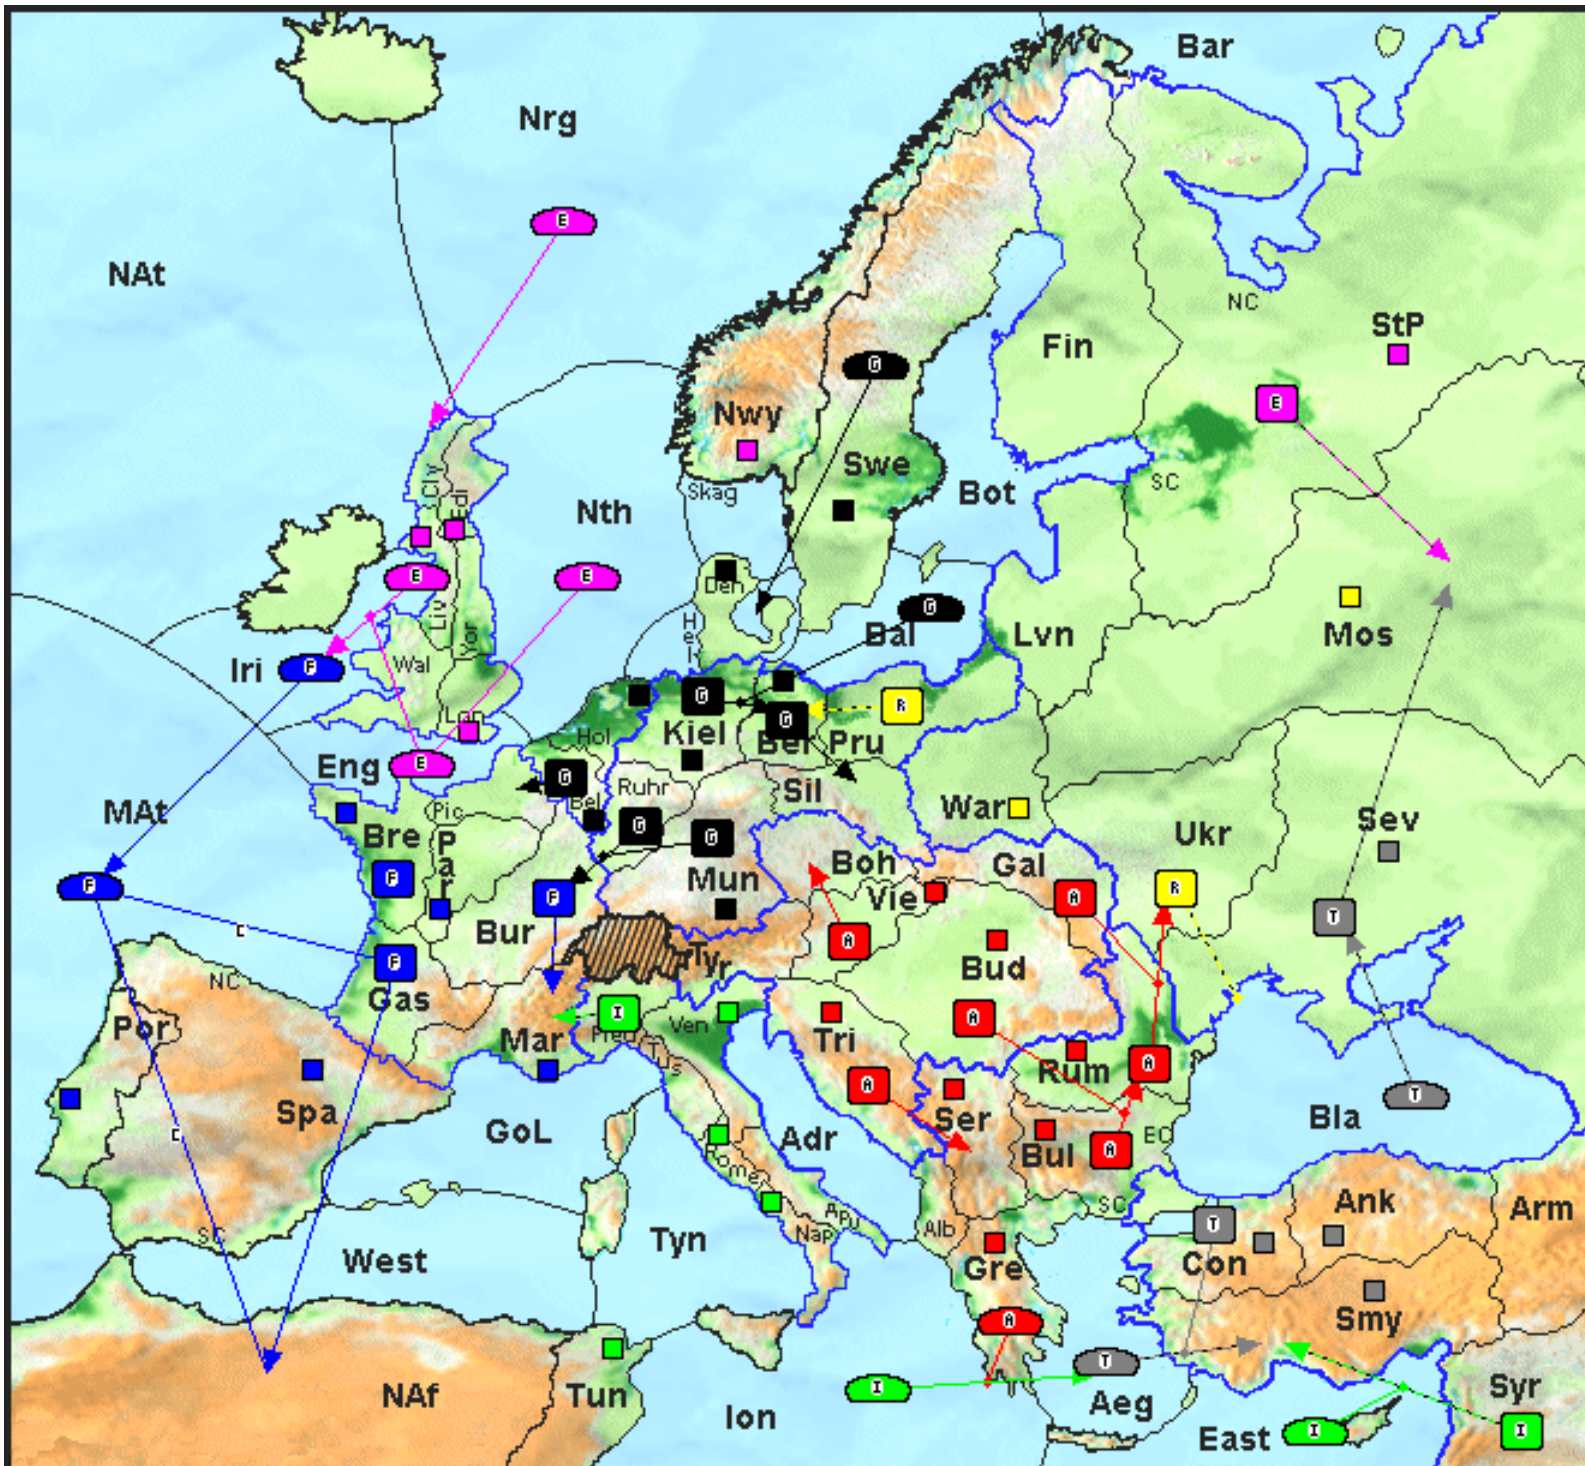 Bar
Nrg
E
NAt
NC
StP
Fin
G
E
Nwy
Swe
SC
Skag
Bot
Cly
Edi
Nth
E
E
Den
G
Mos
Hel
Bal
Lvn
Liv
Yor
Iri
F
Wal
G
R
Lon
G
Hol
Kiel
Ber
Pru
Eng
E
G
Ruhr
Sil
Bel
Pic
War
MAt
Bre
Par
G
G
Ukr
Sev
Boh
Gal
F
F
F
Mun
Vie
A
R
T
Bur
A
C
Bud
F
Tyr
NC
Gas
Por
I
Pied
Ven
A
Mar
Tri
Tus
Rum
A
A
T
Spa
GoL
Ser
Bla
C
Adr
Bul
A
EC
Rome
Ank
Arm
SC
Apu
SC
T
Nap
Alb
Tyn
West
Gre
Con
A
Smy
T
NAf
Tun
I
Syr
Aeg
Ion
East
I
I